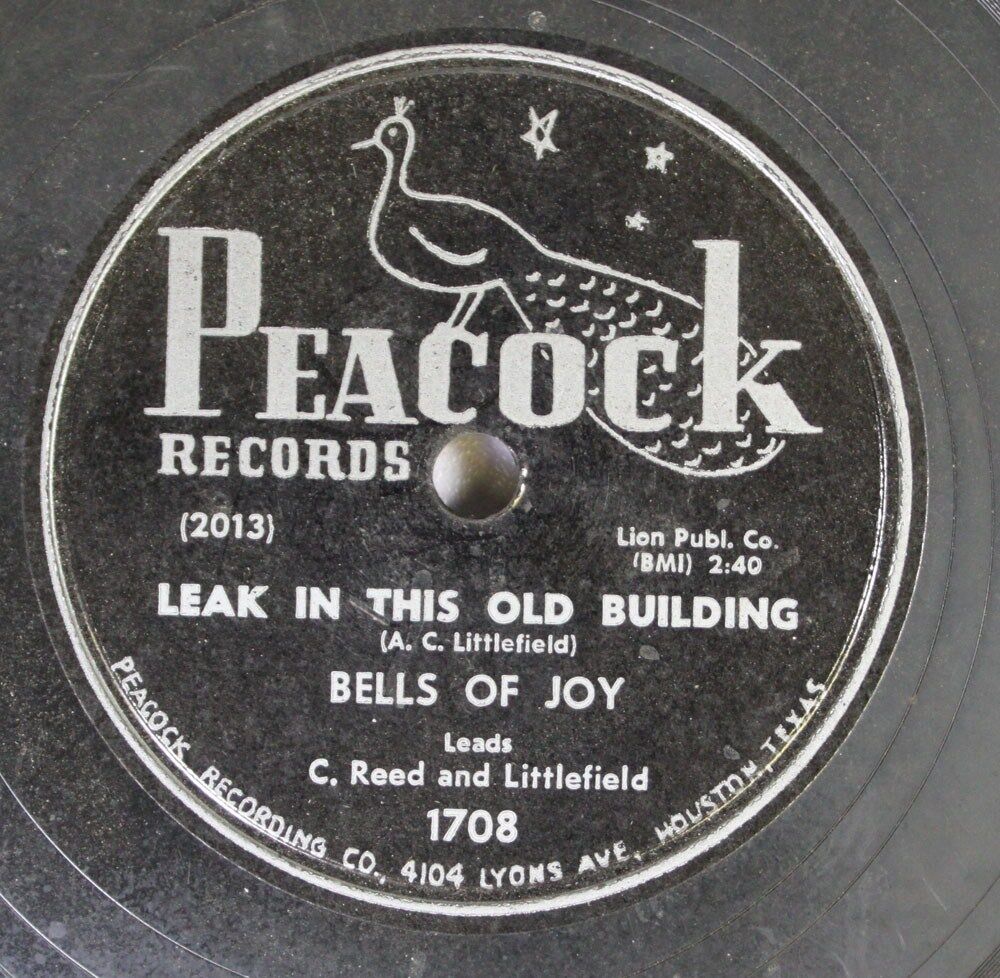 PEACOCK
RECORDS
(2013)
Lion Publ. Co.
(BMI) 2:40
LEAK IN THIS OLD BUILDING
(A. C. Littlefield)
BELLS OF JOY
Leads
C. Reed and Littlefield
1708
PEACOCK RECORDING CO., 4104 LYONS AVE. HOUSTON, TEXAS